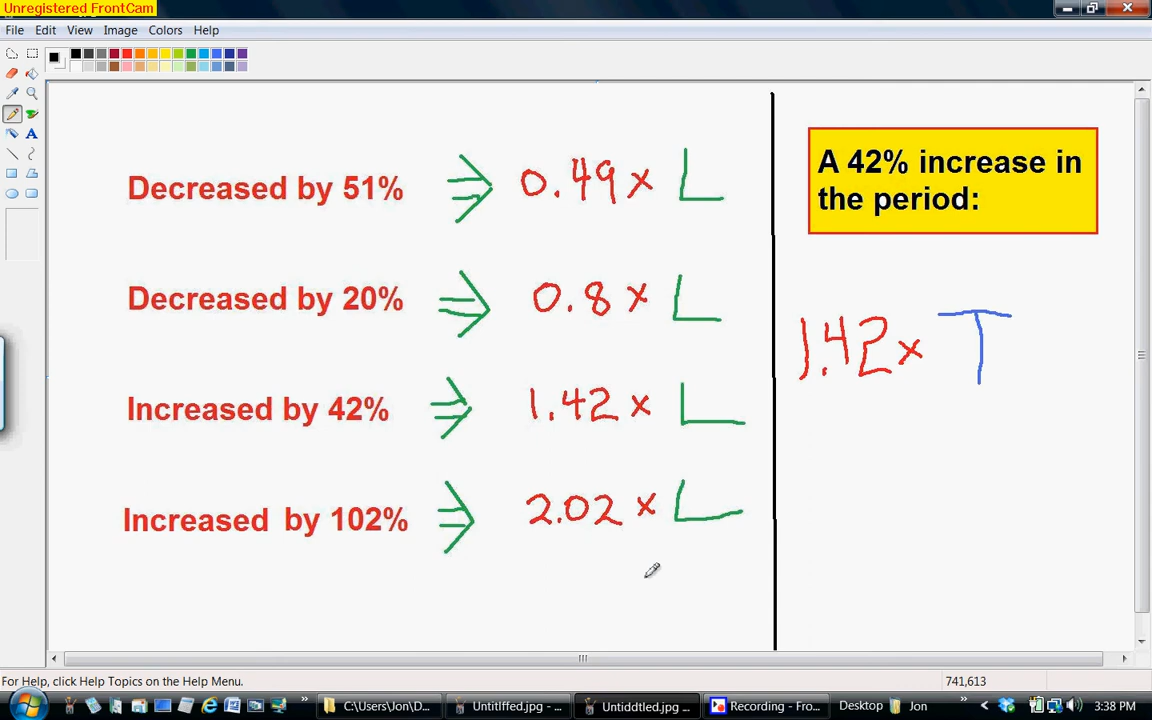 Unregistered FrontCam
File Edit View Image Colors Help
Decreased by 51% 0.49 x L
Decreased by 20% 0.8 x L
Increased by 42% 1.42 x L
Increased by 102% 2.02 x L
A 42% increase in
the period:
1.42 x T
For Help, click Help Topics on the Help Menu. 741,613
C:\Users\Jon\D... Untitlffed.jpg - ... Untiddtled.jpg ... Recording - Fro... Desktop » Jon » < 3:38 PM